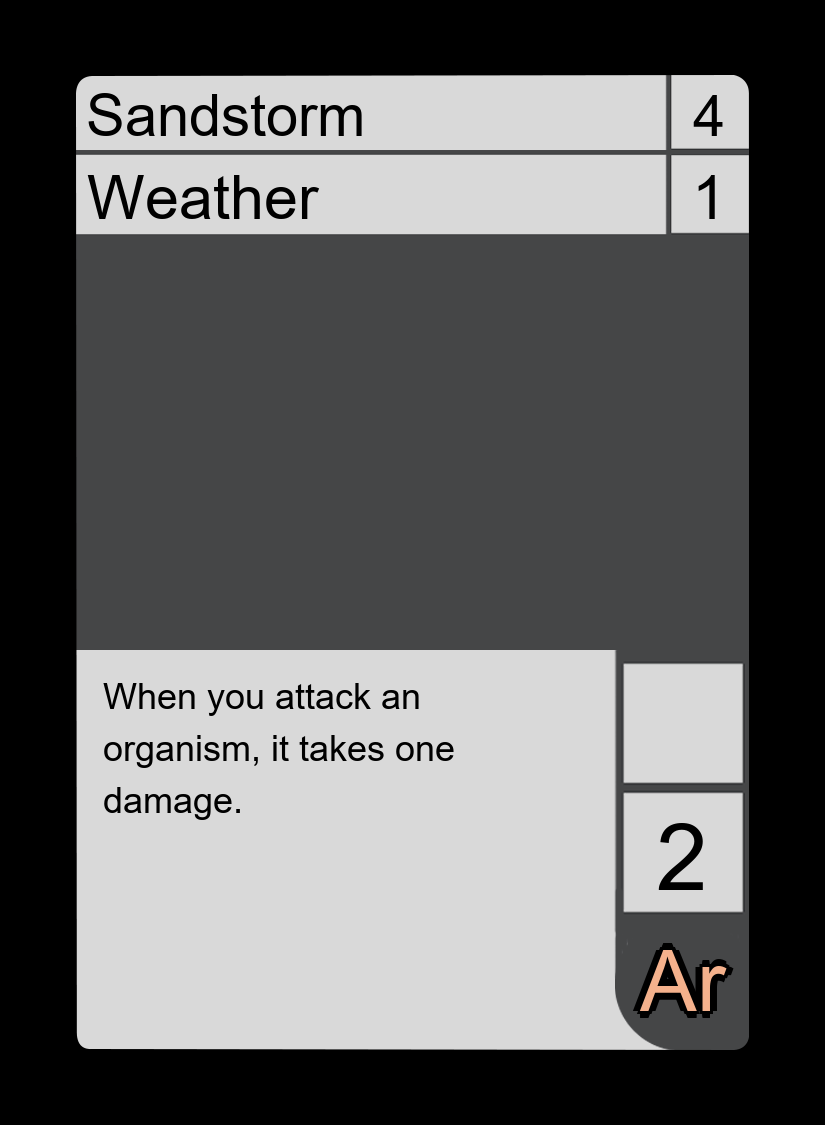 Sandstorm 4
Weather 1
When you attack an
organism, it takes one
damage.
2
Ar